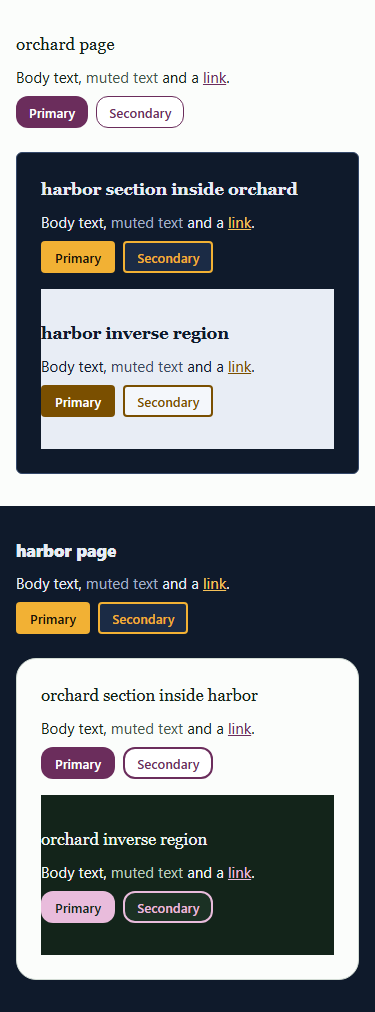 orchard page
Body text, muted text and a link.
Primary Secondary
harbor section inside orchard
Body text, muted text and a link.
Primary Secondary
harbor inverse region
Body text, muted text and a link.
Primary Secondary
harbor page
Body text, muted text and a link.
Primary Secondary
orchard section inside harbor
Body text, muted text and a link.
Primary Secondary
orchard inverse region
Body text, muted text and a link.
Primary Secondary